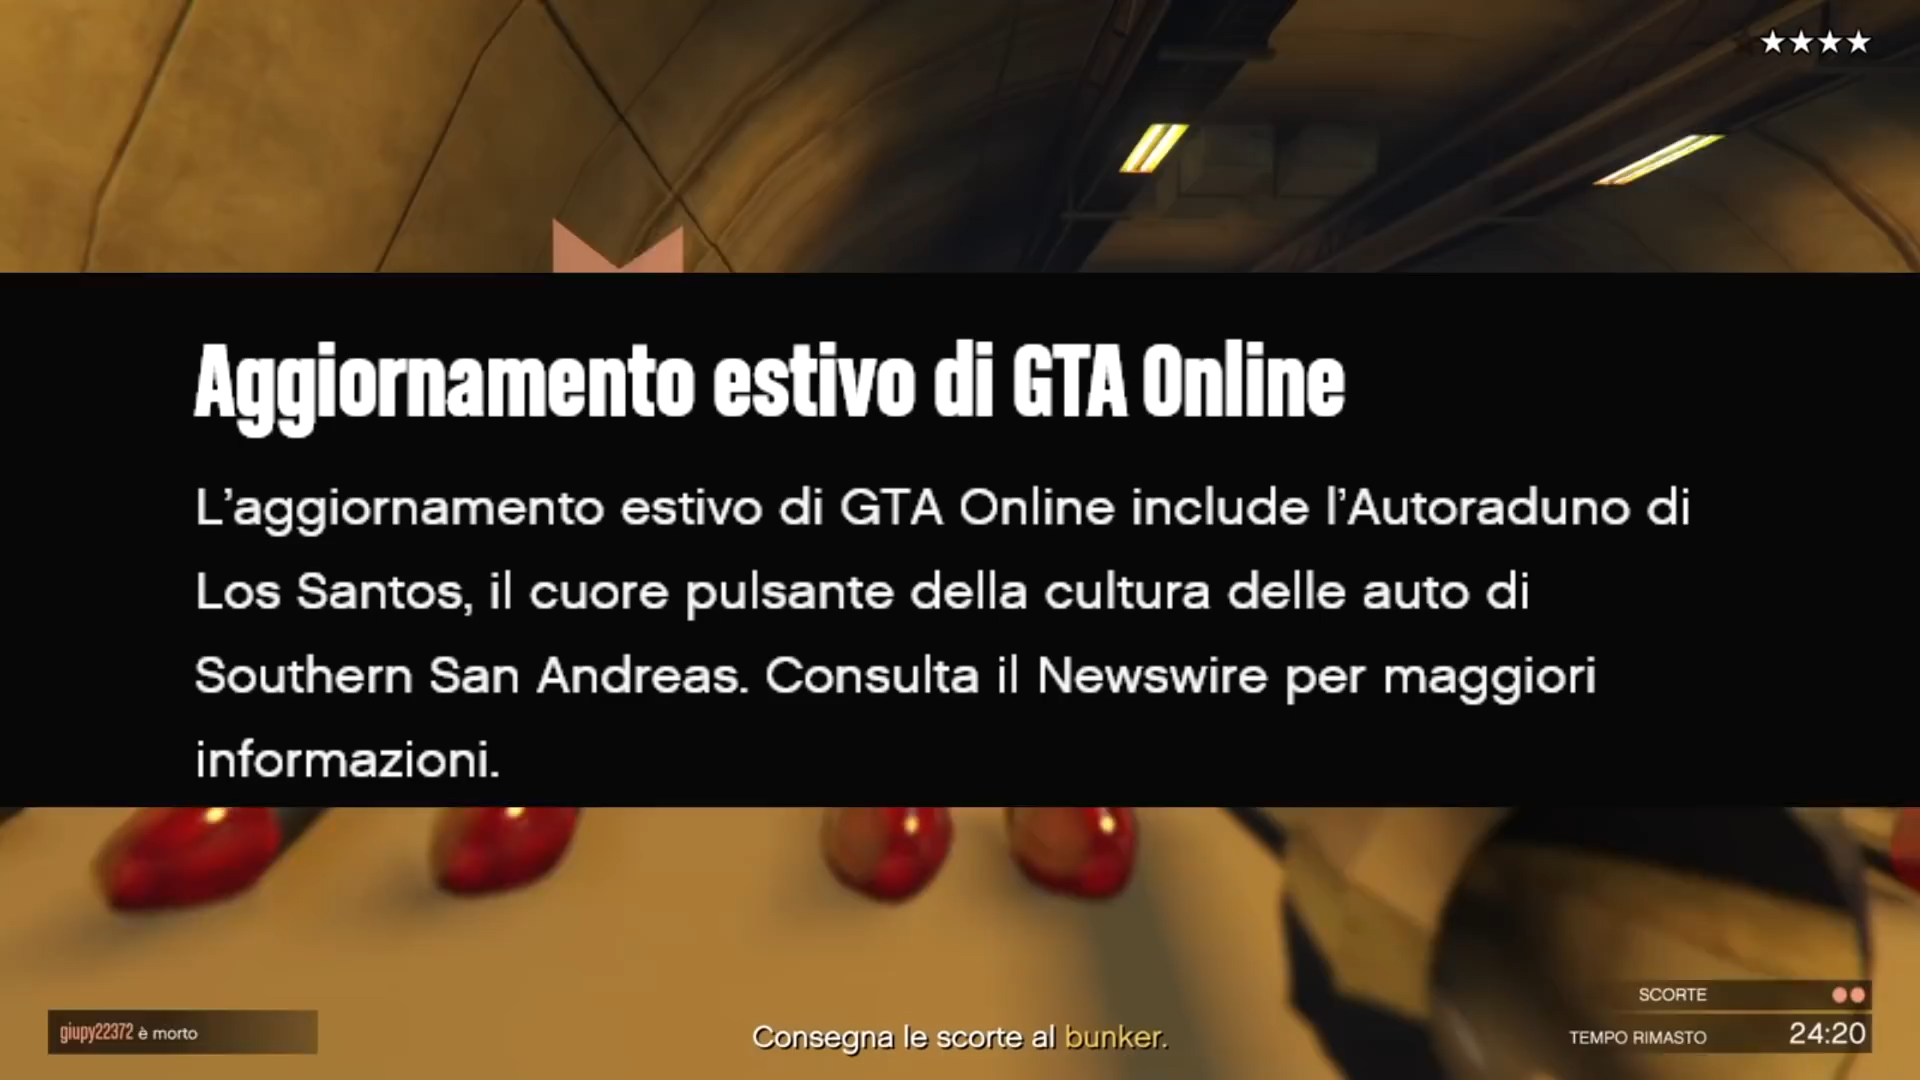 Aggiornamento estivo di GTA Online
L’aggiornamento estivo di GTA Online include l’Autoraduno di
Los Santos, il cuore pulsante della cultura delle auto di
Southern San Andreas. Consulta il Newswire per maggiori
informazioni.
giupy22372 è morto
Consegna le scorte al bunker.
SCORTE
TEMPO RIMASTO 24:20